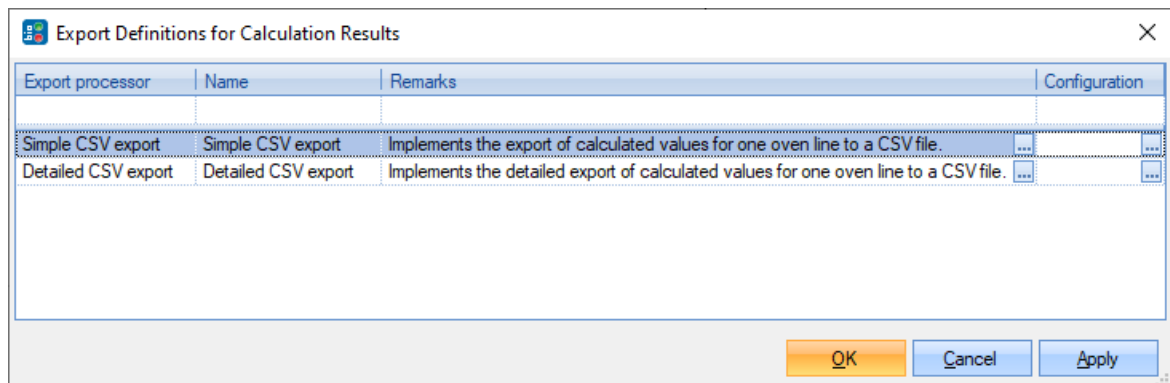 Export Definitions for Calculation Results
Export processor Name Remarks Configuration
Simple CSV export Simple CSV export Implements the export of calculated values for one oven line to a CSV file. ... ...
Detailed CSV export Detailed CSV export Implements the detailed export of calculated values for one oven line to a CSV file. ... ...
OK Cancel Apply